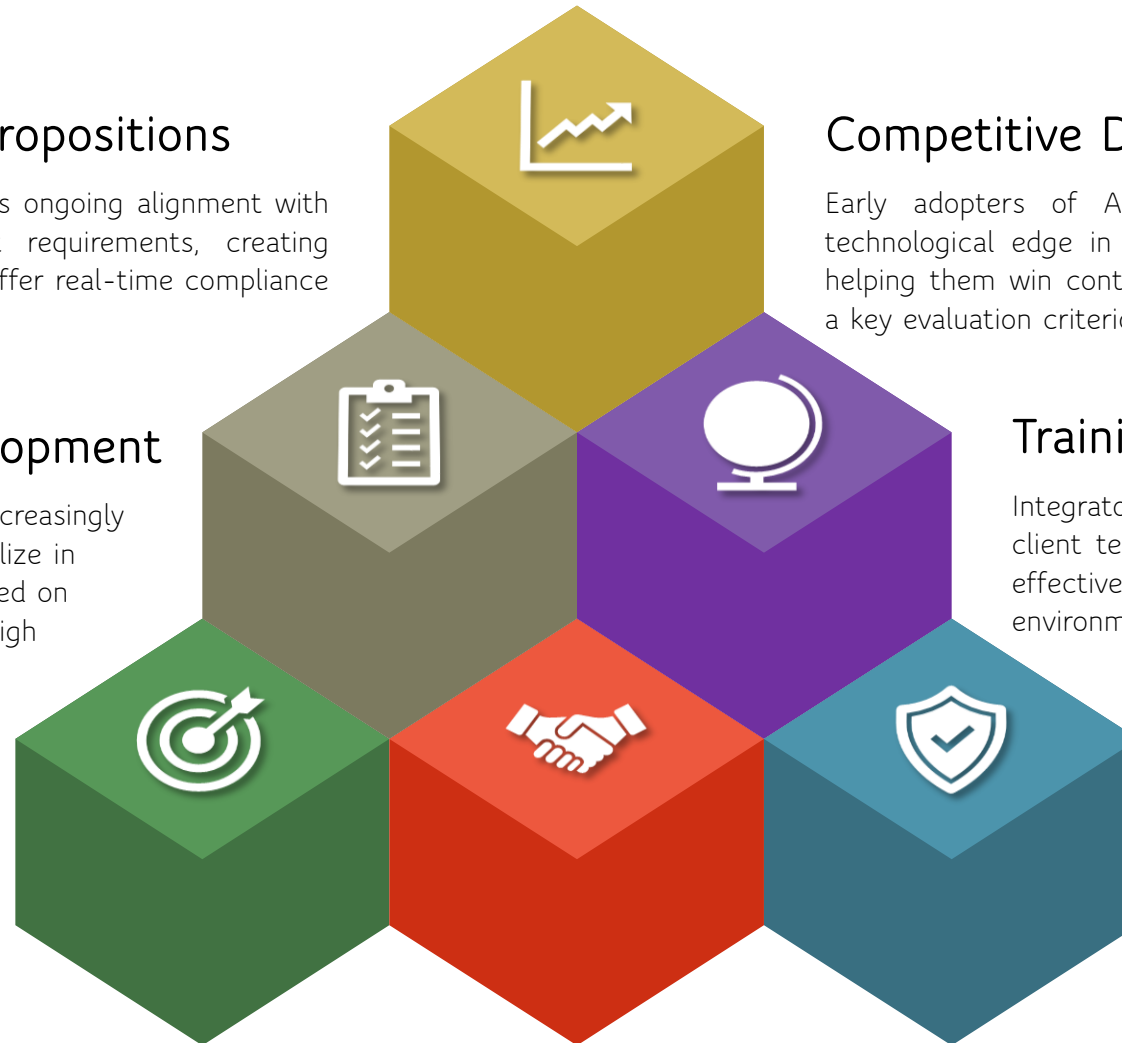 ropositions
s ongoing alignment with
requirements, creating
ffer real-time compliance
Competitive D
Early adopters of A
technological edge in
helping them win cont
a key evaluation criteri
opment
creasingly
lize in
ed on
igh
Traini
Integrat
client te
effective
environm